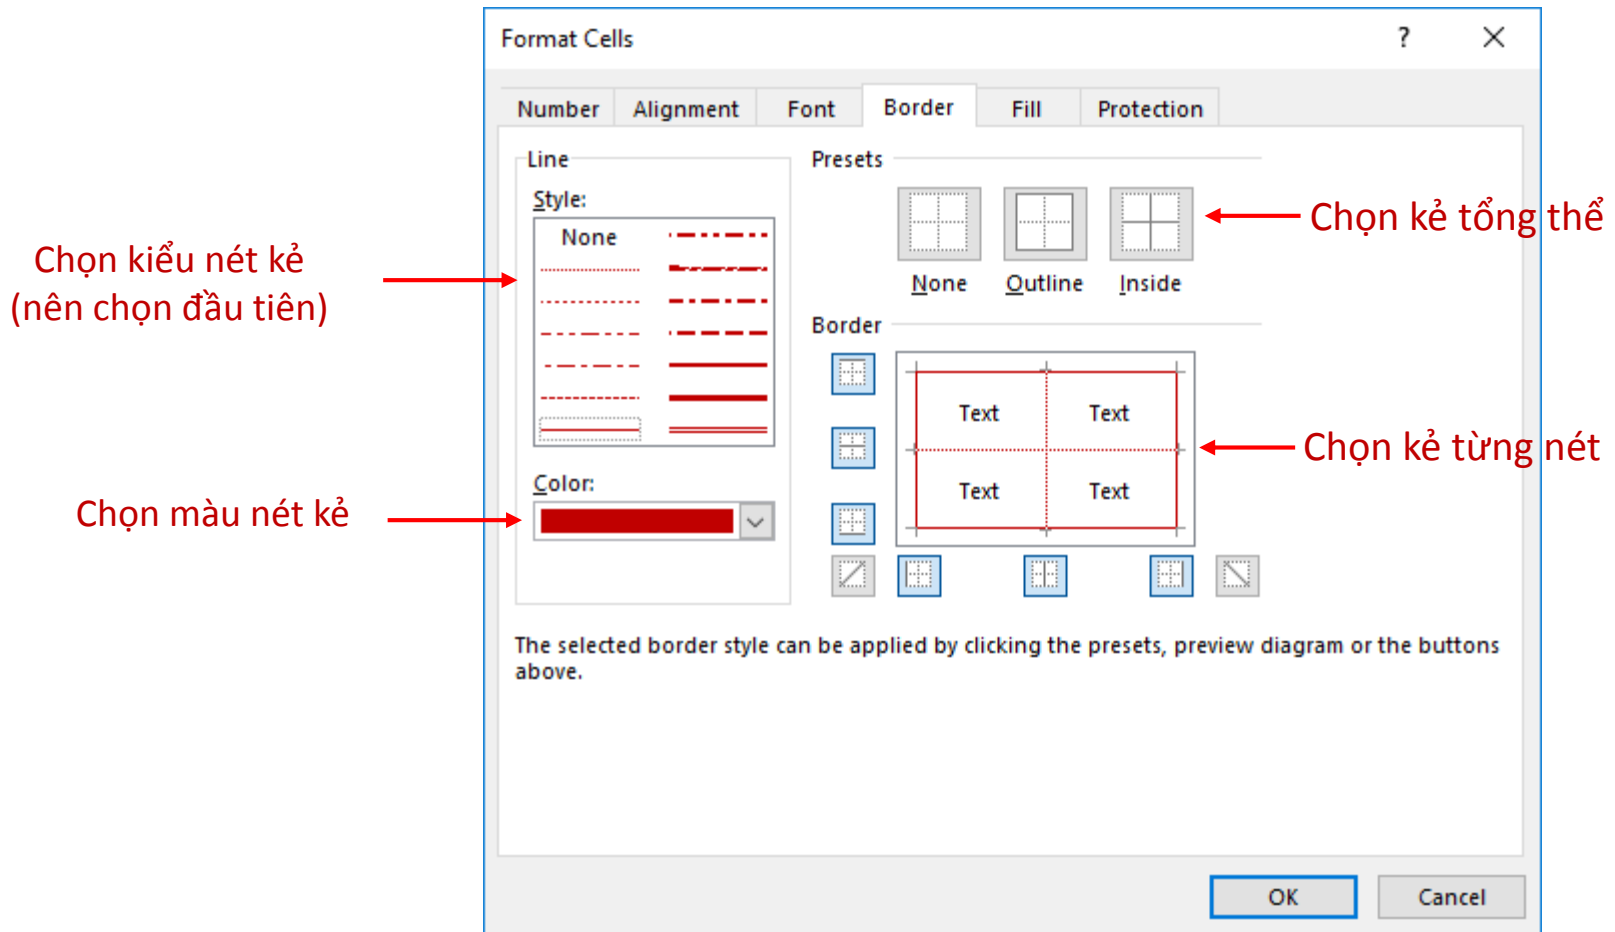 Format Cells
?
Number Alignment Font Border Fill Protection
Line
Style:
None
Color:
Presets
None Outline Inside
Border
Text Text
Text Text
The selected border style can be applied by clicking the presets, preview diagram or the buttons
above.
OK Cancel
Chọn kiểu nét kẻ
(nên chọn đầu tiên)
Chọn màu nét kẻ
Chọn kẻ tổng thể
Chọn kẻ từng nét